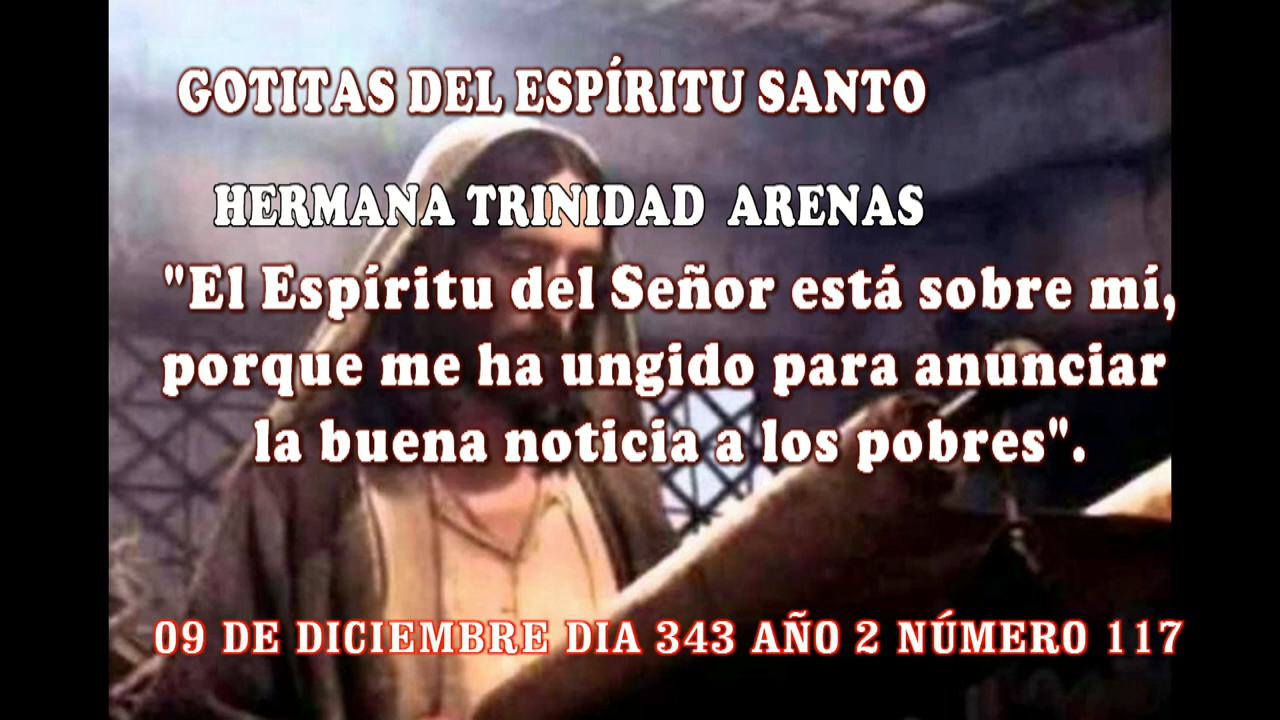 GOTITAS DEL ESPÍRITU SANTO
HERMANA TRINIDAD ARENAS
"El Espíritu del Señor está sobre mí,
porque me ha ungido para anunciar
la buena noticia a los pobres".
09 DE DICIEMBRE DIA 343 AÑO 2 NÚMERO 117